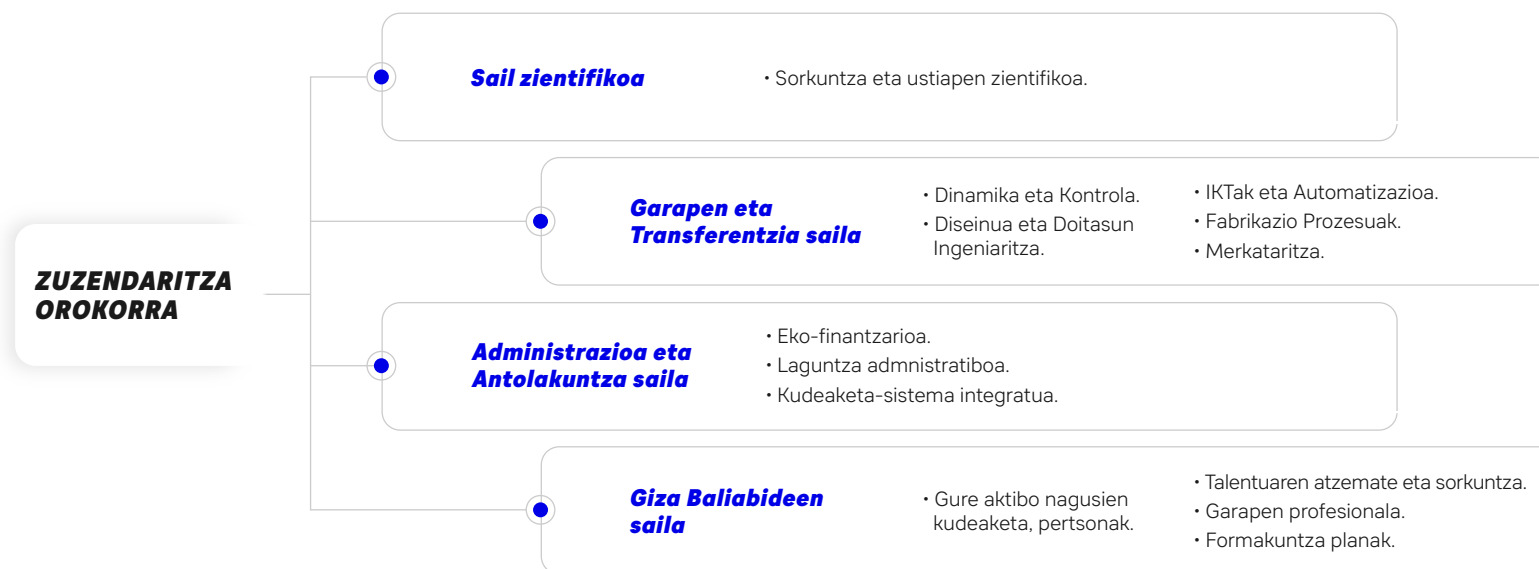 ZUZENDARITZA
OROKORRA
Sail zientifikoa
• Sorkuntza eta ustiapen zientifikoa.
Garapen eta
Transferentzia saila
• Dinamika eta Kontrola.
• Diseinua eta Doitasun
Ingeniaritza.
• IKTak eta Automatizazioa.
• Fabrikazio Prozesuak.
• Merkataritza.
Administrazioa eta
Antolakuntza saila
• Eko-finantzarioa.
• Laguntza admnistratiboa.
• Kudeaketa-sistema integratua.
Giza Baliabideen
saila
• Gure aktibo nagusien
kudeaketa, pertsonak.
• Talentuaren atzemate eta sorkuntza.
• Garapen profesionala.
• Formakuntza planak.